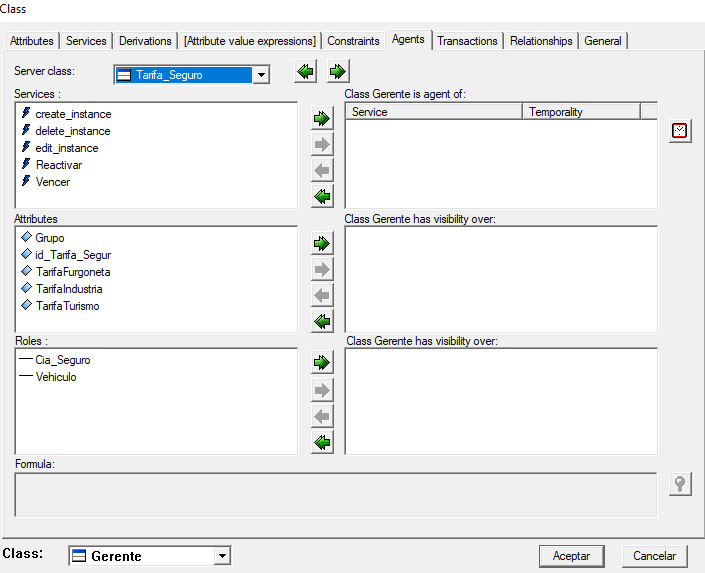 Class
Attributes Services Derivations [Attribute value expressions] Constraints Agents Transactions Relationships General
Server class: Tarifa_Seguro
Services : Class Gerente is agent of:
create_instance Service Temporality
delete_instance
edit_instance
Reactivar
Vencer
Attributes Class Gerente has visibility over:
Grupo
id_Tarifa_Segur
TarifaFurgoneta
TarifaIndustria
TarifaTurismo
Roles : Class Gerente has visibility over:
Cia_Seguro
Vehiculo
Formula:
Class: Gerente Aceptar Cancelar